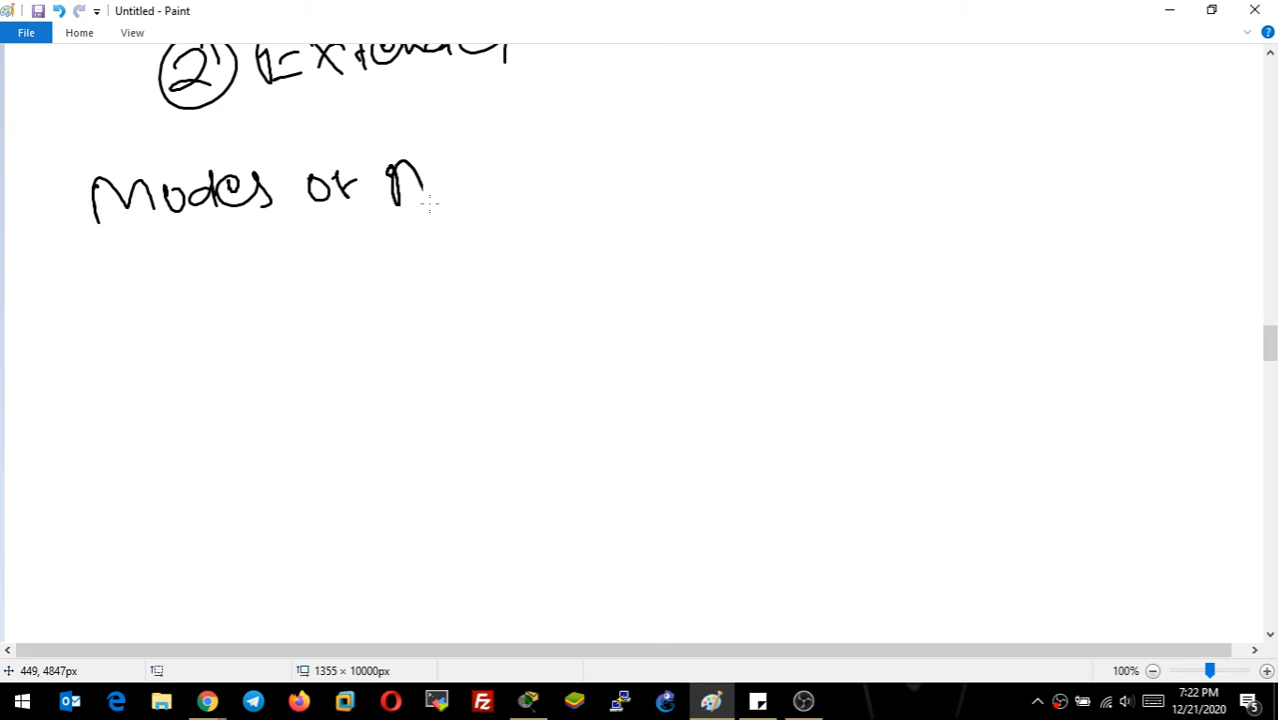 Untitled - Paint
File Home View
2
Modes of
449, 4847px
1355 × 10000px
100%
7:22 PM
12/21/2020
5